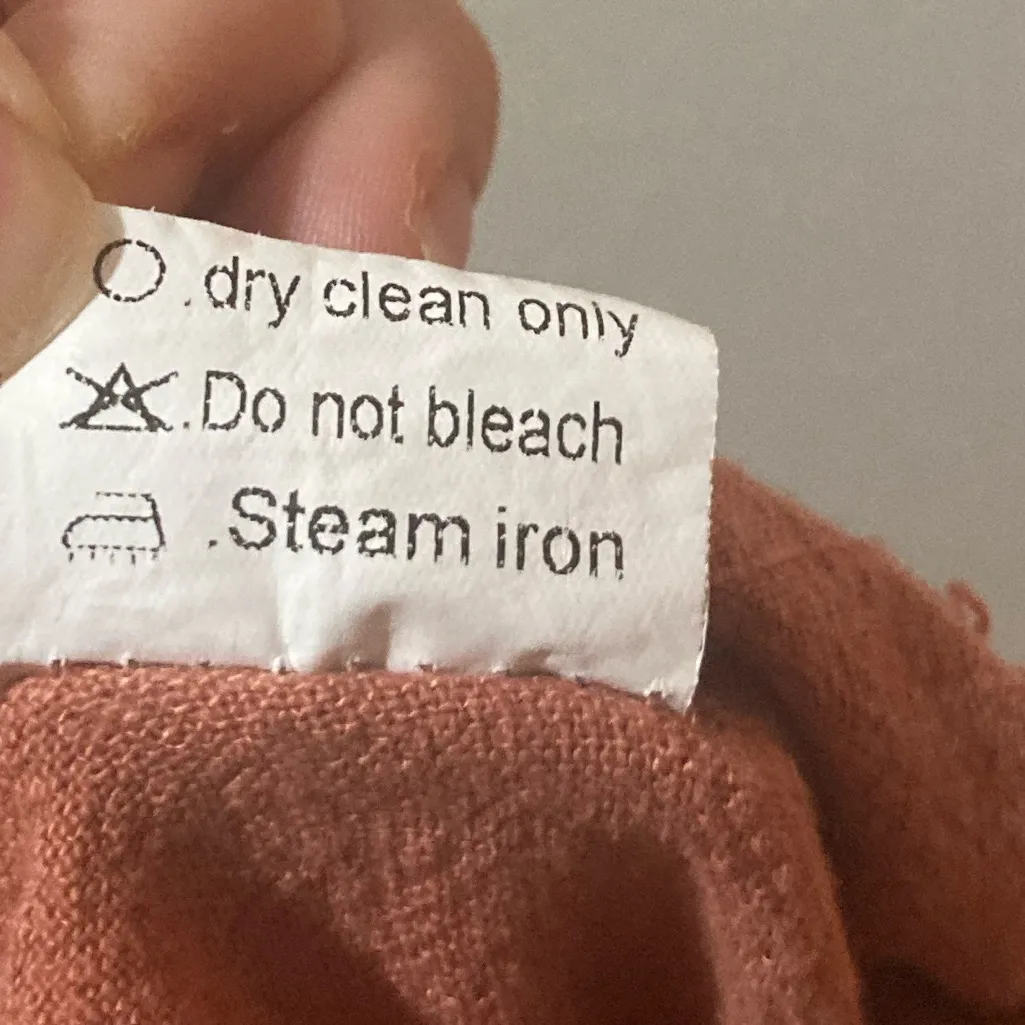 .dry clean only
.Do not bleach
.Steam iron